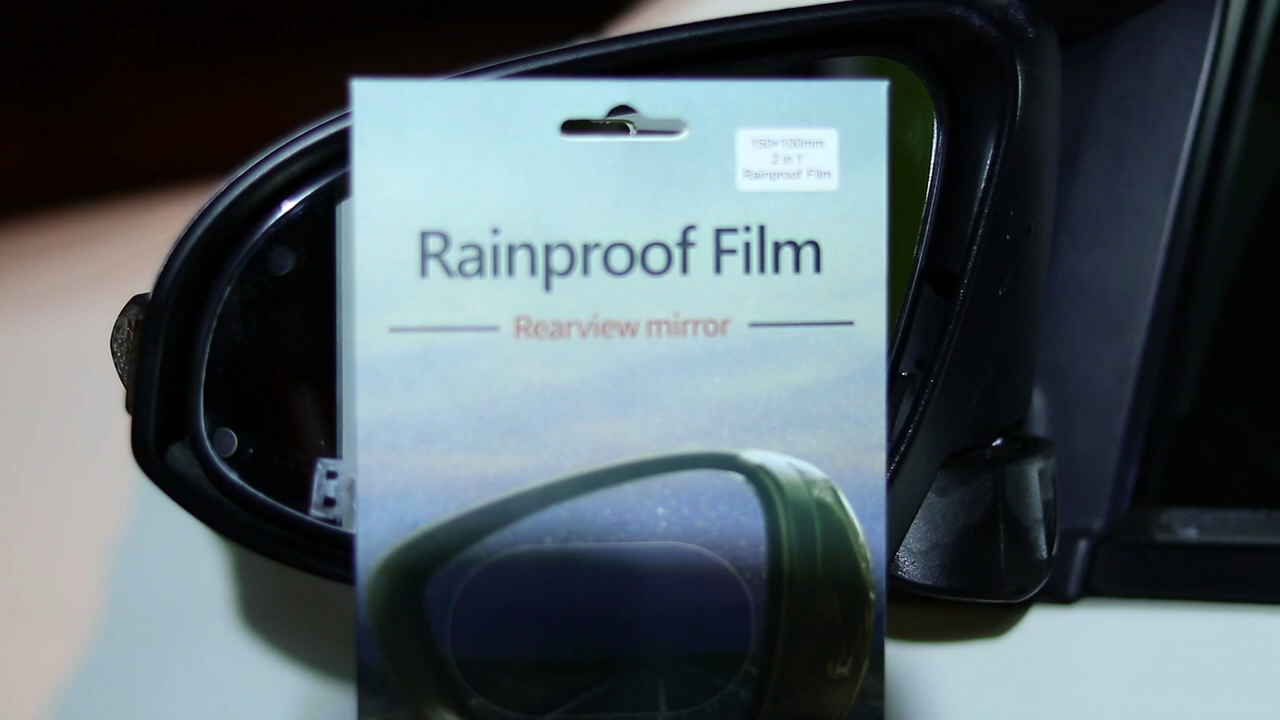 150*100mm
2 in 1
Rainproof Film
Rainproof Film
Rearview mirror